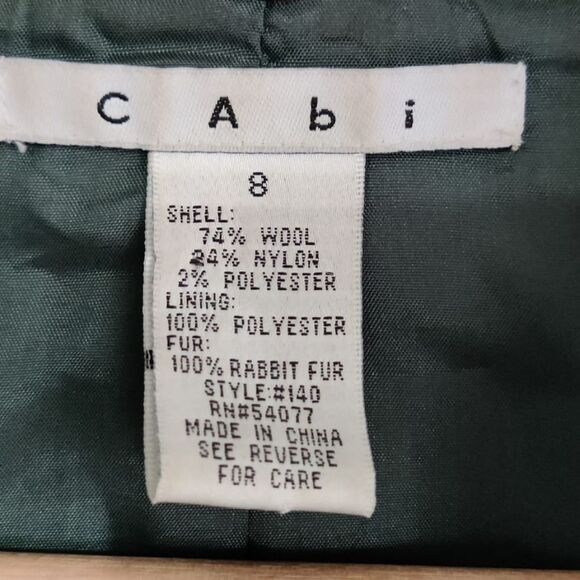 CAbi
8
SHELL:
74% WOOL
24% NYLON
2% POLYESTER
LINING:
100% POLYESTER
FUR:
100% RABBIT FUR
STYLE:#140
RN#54077
MADE IN CHINA
SEE REVERSE
FOR CARE